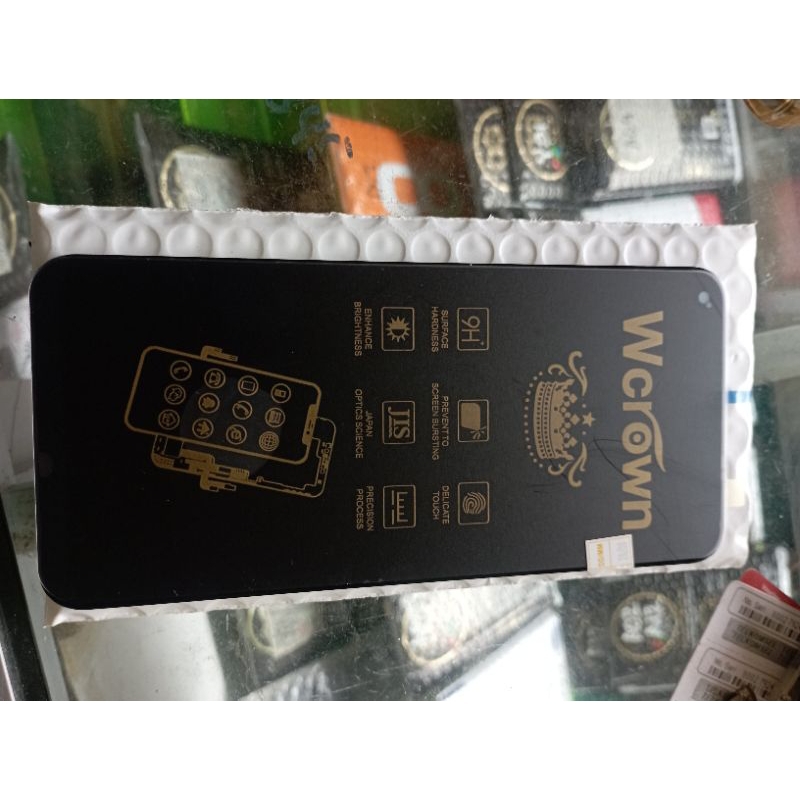 Wcrown
9H+
SURFACE
HARDNESS
PREVENT TO
SCREEN BURSTING
DELICATE
TOUCH
ENHANCE
BRIGHTNESS
JIS
JAPAN
OPTICS SCIENCE
PRECISION
PROCESS